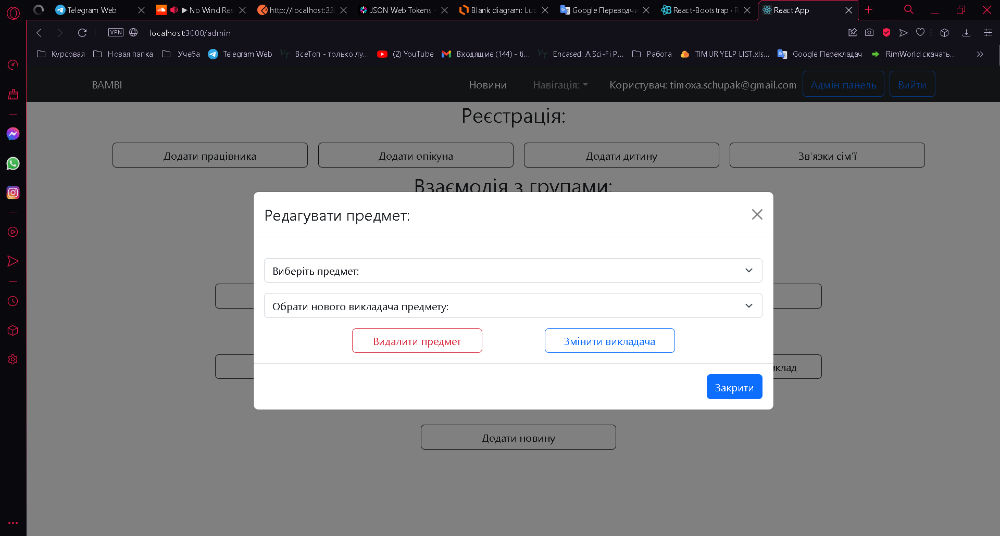 Telegram Web
No Wind Res
http://localhost:33
JSON Web Tokens -
Blank diagram: Luc
Google Переводчи
React-Bootstrap · R
React App
VPN
localhost:3000/admin
Курсовая
Новая папка
Учеба
Telegram Web
ВсеТоп - только лу...
(2) YouTube
Входящие (144) - ti...
Encased: A Sci-Fi P...
Работа
TIMUR YELP LIST.xls...
Google Перекладач
RimWorld скачать...
BAMBI
Новини
Навігація:
Користувач: timoxa.schupak@gmail.com
Адмін панель
Вийти
Реєстрація:
Додати працівника
Додати опікуна
Додати дитину
Зв'язки сім'ї
Взаємодія з групами:
Редагувати предмет:
Виберіть предмет:
Обрати нового викладача предмету:
Видалити предмет
Змінити викладача
клад
Закрити
Додати новину